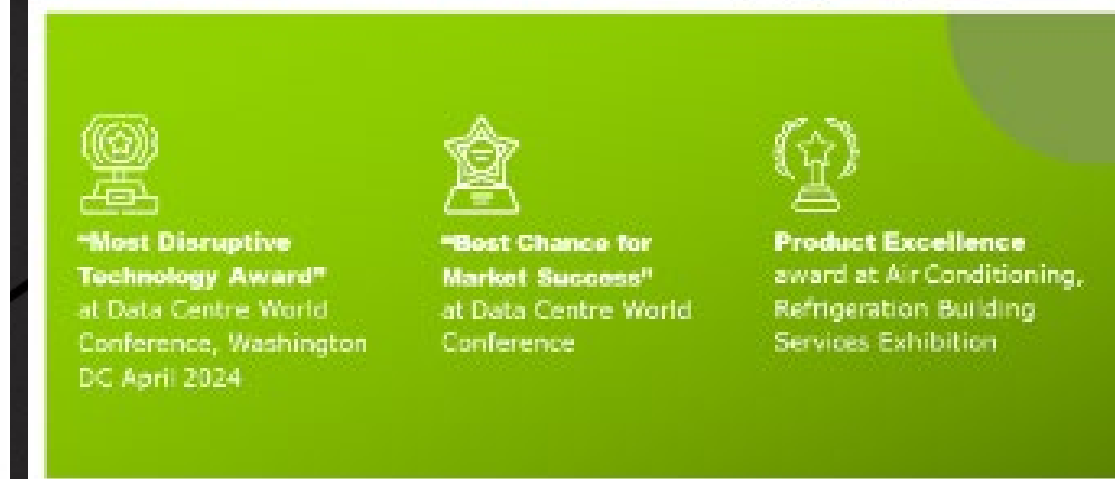 "Most Disruptive
Technology Award"
at Data Centre World
Conference, Washington
DC April 2024
"Best Chance for
Market Success"
at Data Centre World
Conference
Product Excellence
award at Air Conditioning,
Refrigeration Building
Services Exhibition